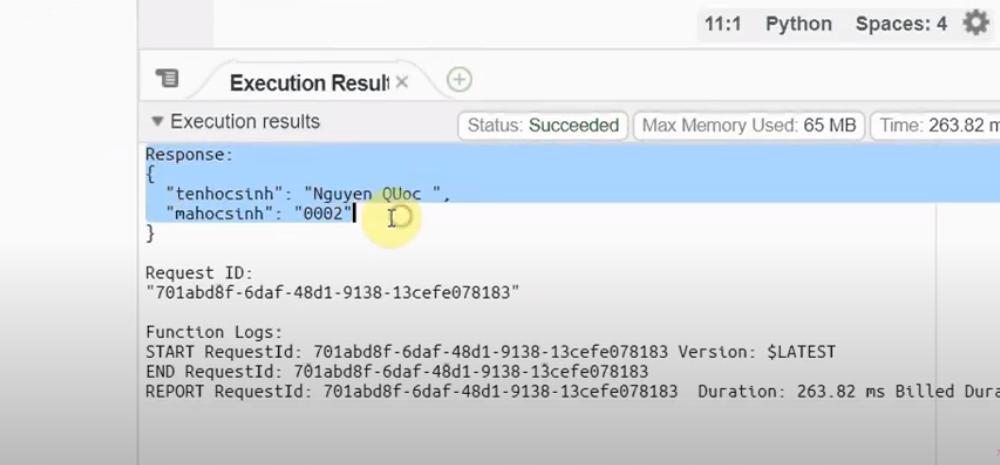 11:1 Python Spaces: 4
Execution Result
Execution results Status: Succeeded Max Memory Used: 65 MB Time: 263.82 m
Response:
{
"tenhocsinh": "Nguyen QUoc ",
"mahocsinh": "0002"
}
Request ID:
"701abd8f-6daf-48d1-9138-13cefe078183"
Function Logs:
START RequestId: 701abd8f-6daf-48d1-9138-13cefe078183 Version: $LATEST
END RequestId: 701abd8f-6daf-48d1-9138-13cefe078183
REPORT RequestId: 701abd8f-6daf-48d1-9138-13cefe078183 Duration: 263.82 ms Billed Dura